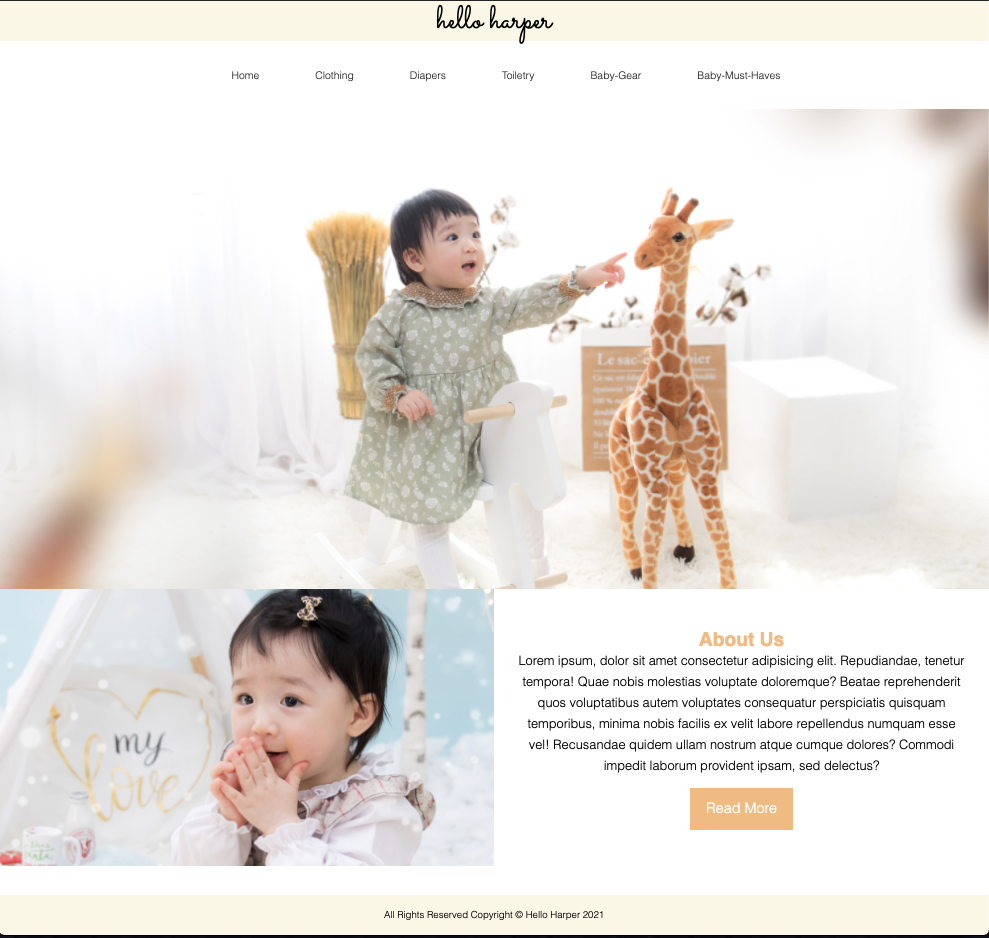 hello harper
Home Clothing Diapers Toiletry Baby-Gear Baby-Must-Haves
Le sac
my
love
About Us
Lorem ipsum, dolor sit amet consectetur adipisicing elit. Repudiandae, tenetur
tempora! Quae nobis molestias voluptate doloremque? Beatae reprehenderit
quos voluptatibus autem voluptates consequatur perspiciatis quisquam
temporibus, minima nobis facilis ex velit labore repellendus numquam esse
vel! Recusandae quidem ullam nostrum atque cumque dolores? Commodi
impedit laborum provident ipsam, sed delectus?
Read More
All Rights Reserved Copyright © Hello Harper 2021